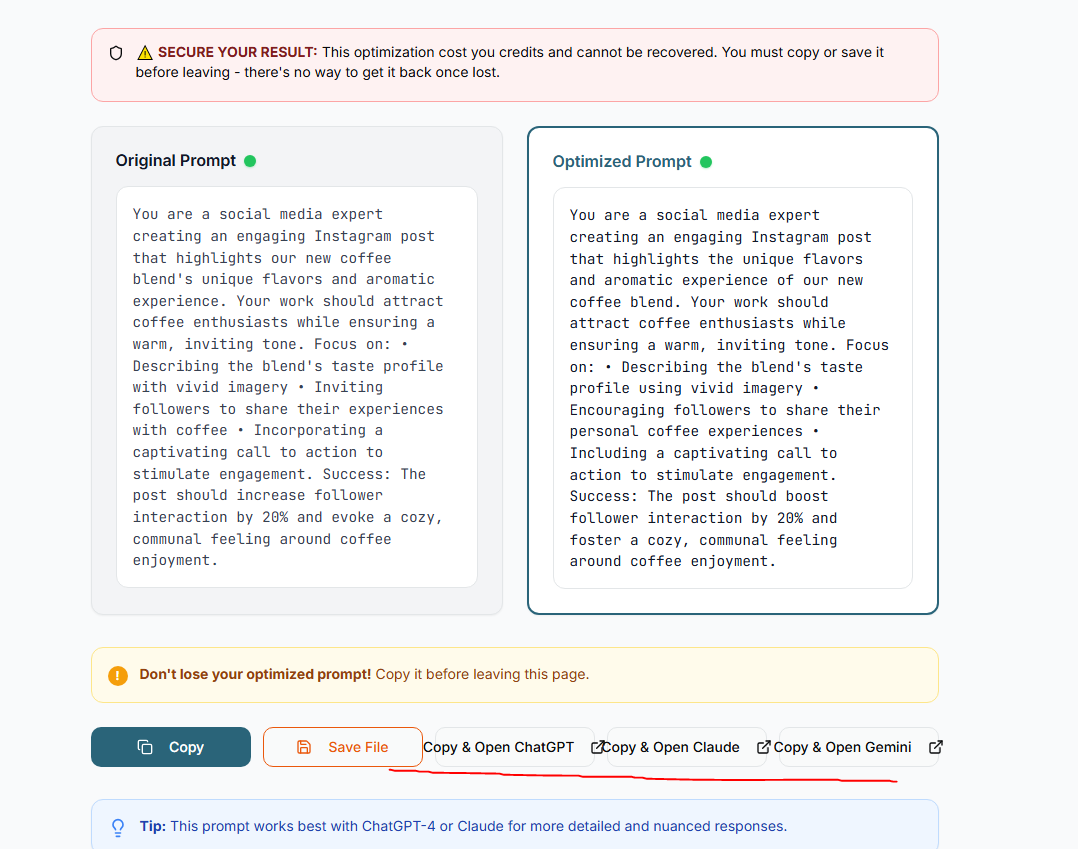 ⚠️ SECURE YOUR RESULT: This optimization cost you credits and cannot be recovered. You must copy or save it
before leaving - there's no way to get it back once lost.
Original Prompt
You are a social media expert
creating an engaging Instagram post
that highlights our new coffee
blend's unique flavors and aromatic
experience. Your work should attract
coffee enthusiasts while ensuring a
warm, inviting tone. Focus on: •
Describing the blend's taste profile
with vivid imagery • Inviting
followers to share their experiences
with coffee • Incorporating a
captivating call to action to
stimulate engagement. Success: The
post should increase follower
interaction by 20% and evoke a cozy,
communal feeling around coffee
enjoyment.
Optimized Prompt
You are a social media expert
creating an engaging Instagram post
that highlights the unique flavors
and aromatic experience of our new
coffee blend. Your work should
attract coffee enthusiasts while
ensuring a warm, inviting tone. Focus
on: • Describing the blend's taste
profile using vivid imagery •
Encouraging followers to share their
personal coffee experiences •
Including a captivating call to
action to stimulate engagement.
Success: The post should boost
follower interaction by 20% and
foster a cozy, communal feeling
around coffee enjoyment.
Don't lose your optimized prompt! Copy it before leaving this page.
Copy
Save File
Copy & Open ChatGPT
Copy & Open Claude
Copy & Open Gemini
Tip: This prompt works best with ChatGPT-4 or Claude for more detailed and nuanced responses.